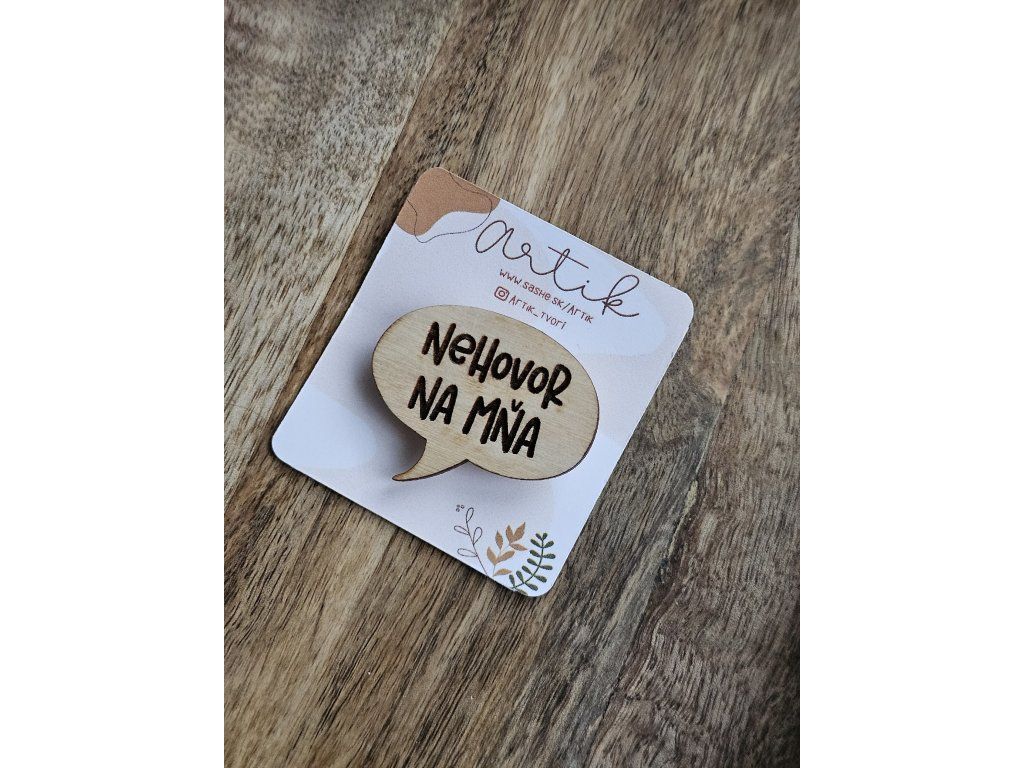 artik
www.sashe.sk/Artik
Artik_tvorí
NeHovoR
NA MŇA